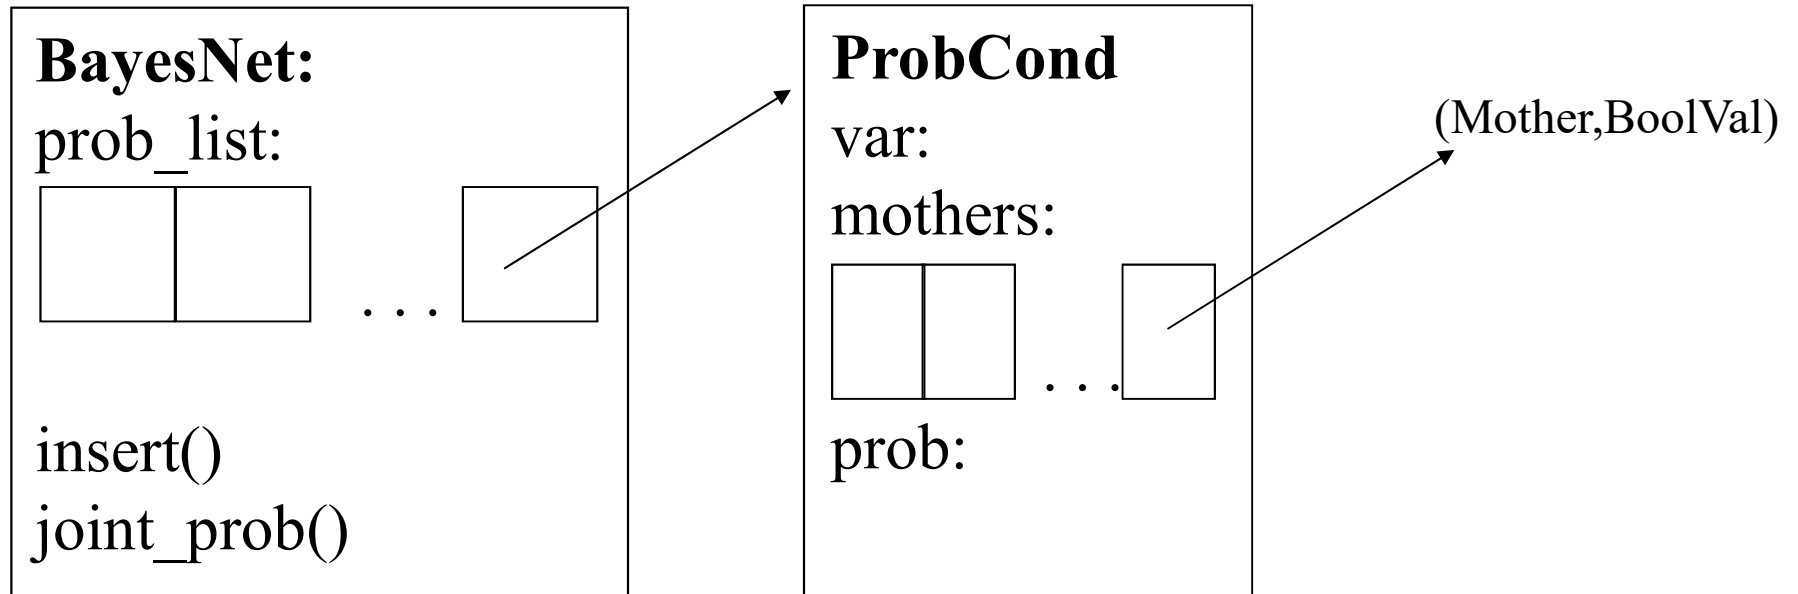 BayesNet:
prob_list:
. . .
insert()
joint_prob()
ProbCond
var:
mothers:
. . .
prob:
(Mother,BoolVal)